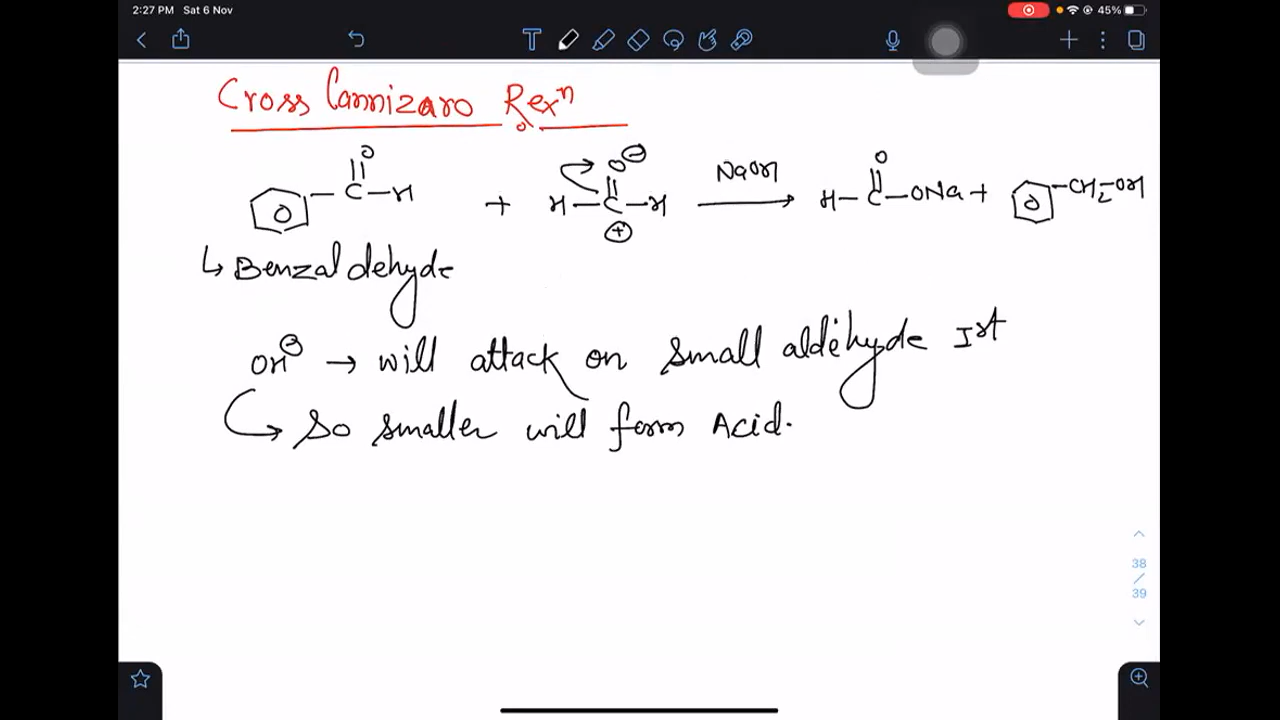 2:27 PM Sat 6 Nov 45%
T
Cross Cannizaro Rexⁿ
O O⊖ O
C–H + H–C–H NaOH H–C–ONa + CH₂–OH
⊕
↳ Benzaldehyde
OH⊖ → will attack on small aldehyde Ist
↳ So smaller will form Acid.
38
/
39